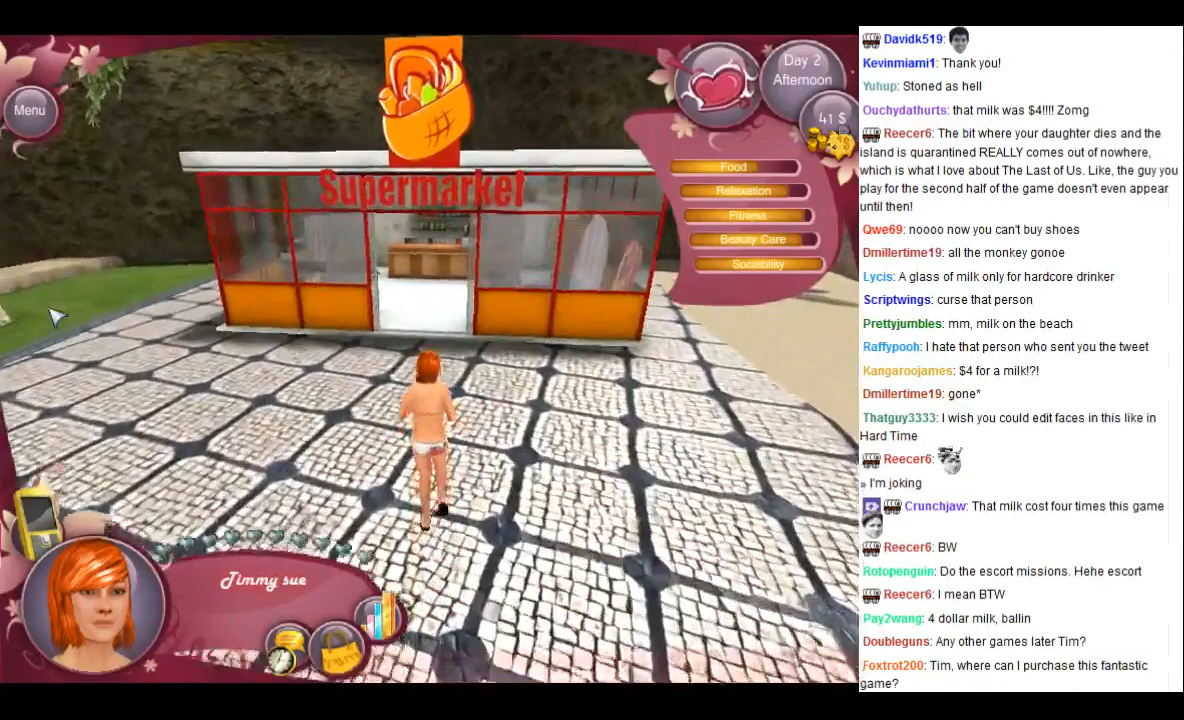 Menu
Supermarket
Day 2
Afternoon
41 $
Food
Relaxation
Fitness
Beauty Care
Sociability
Jimmy sue
Davidk519:
Kevinmiami1: Thank you!
Yuhup: Stoned as hell
Ouchydathurts: that milk was $4!!!! Zomg
Reecer6: The bit where your daughter dies and the
island is quarantined REALLY comes out of nowhere,
which is what I love about The Last of Us. Like, the guy you
play for the second half of the game doesn't even appear
until then!
Qwe69: noooo now you can't buy shoes
Dmillertime19: all the monkey gonoe
Lycis: A glass of milk only for hardcore drinker
Scriptwings: curse that person
Prettyjumbles: mm, milk on the beach
Raffypooh: I hate that person who sent you the tweet
Kangaroojames: $4 for a milk!?!
Dmillertime19: gone*
Thatguy3333: I wish you could edit faces in this like in
Hard Time
Reecer6:
» I'm joking
Crunchjaw: That milk cost four times this game
Reecer6: BW
Rotopenguin: Do the escort missions. Hehe escort
Reecer6: I mean BTW
Pay2wang: 4 dollar milk, ballin
Doubleguns: Any other games later Tim?
Foxtrot200: Tim, where can I purchase this fantastic
game?